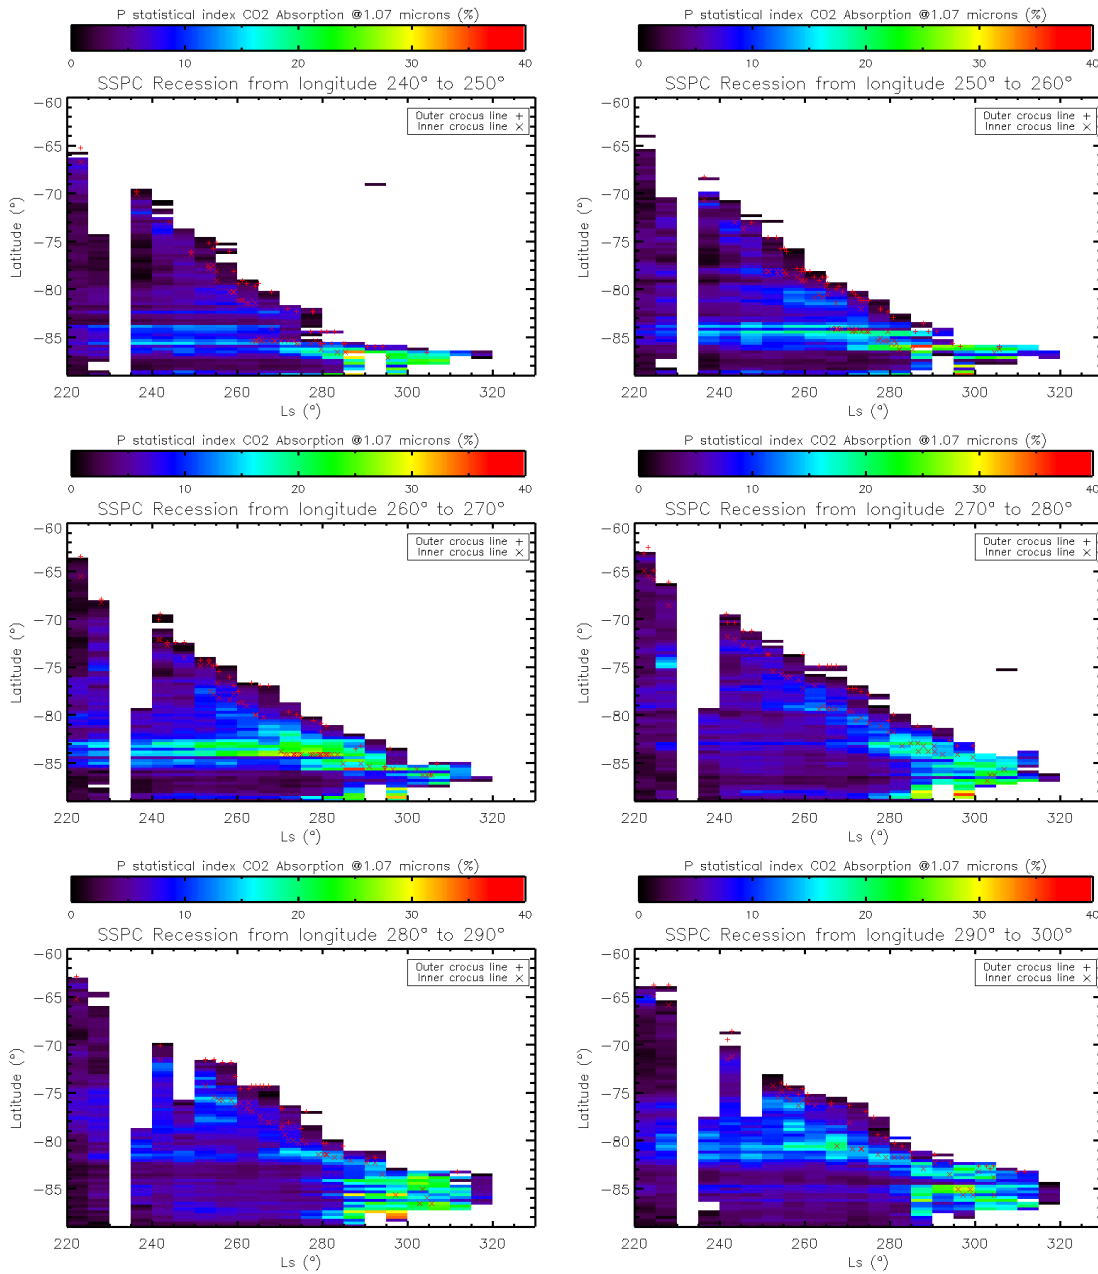 P statistical index CO2 Absorption @1.07 microns (%)
0 10 20 30 40
SSPC Recession from longitude 240° to 250°
Outer crocus line +
Inner crocus line ×
-60
-65
-70
-75
-80
-85
Latitude (°)
220 240 260 280 300 320
Ls (°)
P statistical index CO2 Absorption @1.07 microns (%)
0 10 20 30 40
SSPC Recession from longitude 250° to 260°
Outer crocus line +
Inner crocus line ×
-60
-65
-70
-75
-80
-85
Latitude (°)
220 240 260 280 300 320
Ls (°)
P statistical index CO2 Absorption @1.07 microns (%)
0 10 20 30 40
SSPC Recession from longitude 260° to 270°
Outer crocus line +
Inner crocus line ×
-60
-65
-70
-75
-80
-85
Latitude (°)
220 240 260 280 300 320
Ls (°)
P statistical index CO2 Absorption @1.07 microns (%)
0 10 20 30 40
SSPC Recession from longitude 270° to 280°
Outer crocus line +
Inner crocus line ×
-60
-65
-70
-75
-80
-85
Latitude (°)
220 240 260 280 300 320
Ls (°)
P statistical index CO2 Absorption @1.07 microns (%)
0 10 20 30 40
SSPC Recession from longitude 280° to 290°
Outer crocus line +
Inner crocus line ×
-60
-65
-70
-75
-80
-85
Latitude (°)
220 240 260 280 300 320
Ls (°)
P statistical index CO2 Absorption @1.07 microns (%)
0 10 20 30 40
SSPC Recession from longitude 290° to 300°
Outer crocus line +
Inner crocus line ×
-60
-65
-70
-75
-80
-85
Latitude (°)
220 240 260 280 300 320
Ls (°)